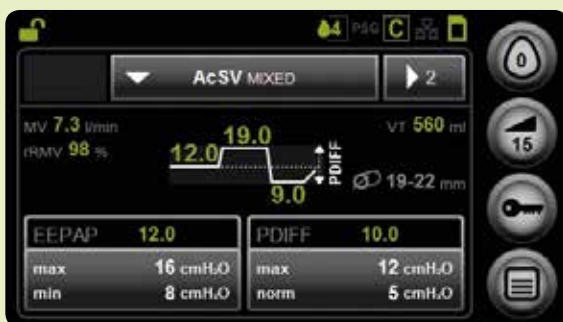 4 PSG C
AcSV MIXED 2
0
MV 7.3 l/min
rRMV 98 %
19.0
12.0
9.0
PDIFF
VT 560 ml
19-22 mm
15
EEPAP 12.0
max 16 cmH₂O
min 8 cmH₂O
PDIFF 10.0
max 12 cmH₂O
norm 5 cmH₂O